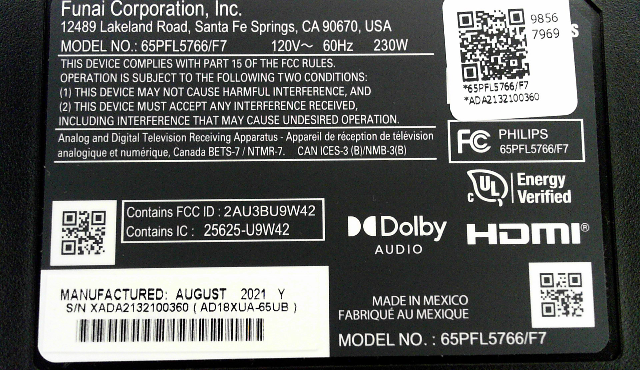 Funai Corporation, Inc.
12489 Lakeland Road, Santa Fe Springs, CA 90670, USA
MODEL NO.: 65PFL5766/F7 120V~ 60Hz 230W
THIS DEVICE COMPLIES WITH PART 15 OF THE FCC RULES.
OPERATION IS SUBJECT TO THE FOLLOWING TWO CONDITIONS:
(1) THIS DEVICE MAY NOT CAUSE HARMFUL INTERFERENCE, AND
(2) THIS DEVICE MUST ACCEPT ANY INTERFERENCE RECEIVED,
INCLUDING INTERFERENCE THAT MAY CAUSE UNDESIRED OPERATION.
Analog and Digital Television Receiving Apparatus - Appareil de réception de télévision
analogique et numérique, Canada BETS-7 / NTMR-7. CAN ICES-3 (B)/NMB-3(B)
9856
7969
*65PFL5766/F7
*ADA2132100360
FC PHILIPS
65PFL5766/F7
c UL Energy
Verified
Contains FCC ID : 2AU3BU9W42
Contains IC : 25625-U9W42
Dolby
AUDIO
HDMI®
MANUFACTURED: AUGUST 2021 Y
S/N XADA2132100360 ( AD18XUA-65UB )
MADE IN MEXICO
FABRIQUÉ AU MEXIQUE
MODEL NO. : 65PFL5766/F7